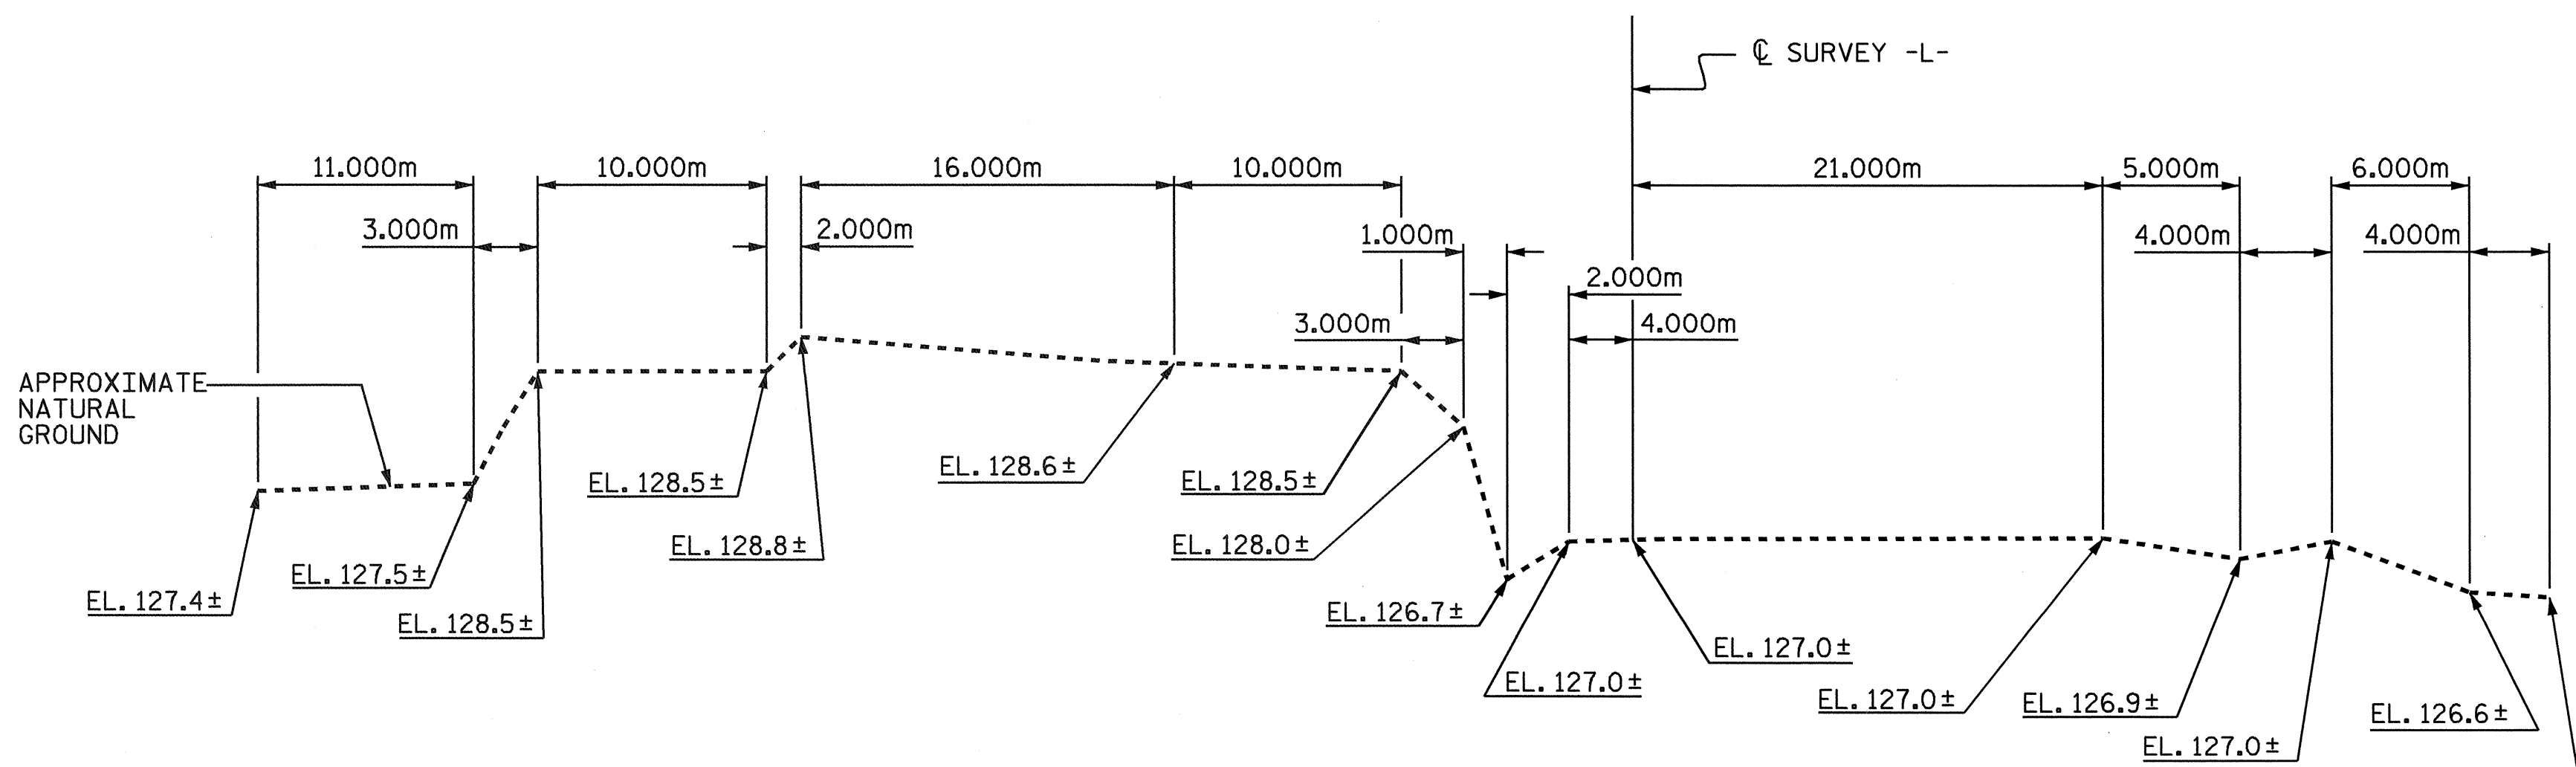 ℄ SURVEY -L-
11.000m
10.000m
16.000m
10.000m
21.000m
5.000m
6.000m
3.000m
2.000m
1.000m
4.000m
4.000m
2.000m
3.000m
4.000m
APPROXIMATE
NATURAL
GROUND
EL. 128.6±
EL. 128.5±
EL. 128.5±
EL. 128.8±
EL. 128.0±
EL. 127.5±
EL. 127.4±
EL. 128.5±
EL. 126.7±
EL. 127.0±
EL. 127.0±
EL. 127.0±
EL. 126.9±
EL. 126.6±
EL. 127.0±